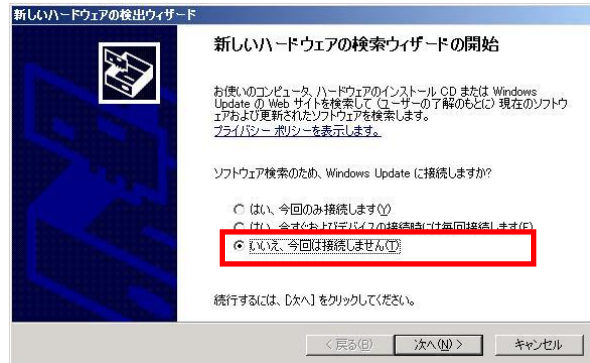 新しいハードウェアの検出ウィザード
新しいハードウェアの検索ウィザードの開始
お使いのコンピュータ、ハードウェアのインストール CD または Windows
Update の Web サイトを検索して (ユーザーの了解のもとに) 現在のソフトウ
ェアおよび更新されたソフトウェアを検索します。
プライバシー ポリシーを表示します。
ソフトウェア検索のため、Windows Update に接続しますか?
はい、今回のみ接続します(Y)
はい、今すぐおよびデバイスの接続時には毎回接続します(E)
いいえ、今回は接続しません(T)
続行するには、[次へ] をクリックしてください。
< 戻る(B)
次へ(N) >
キャンセル